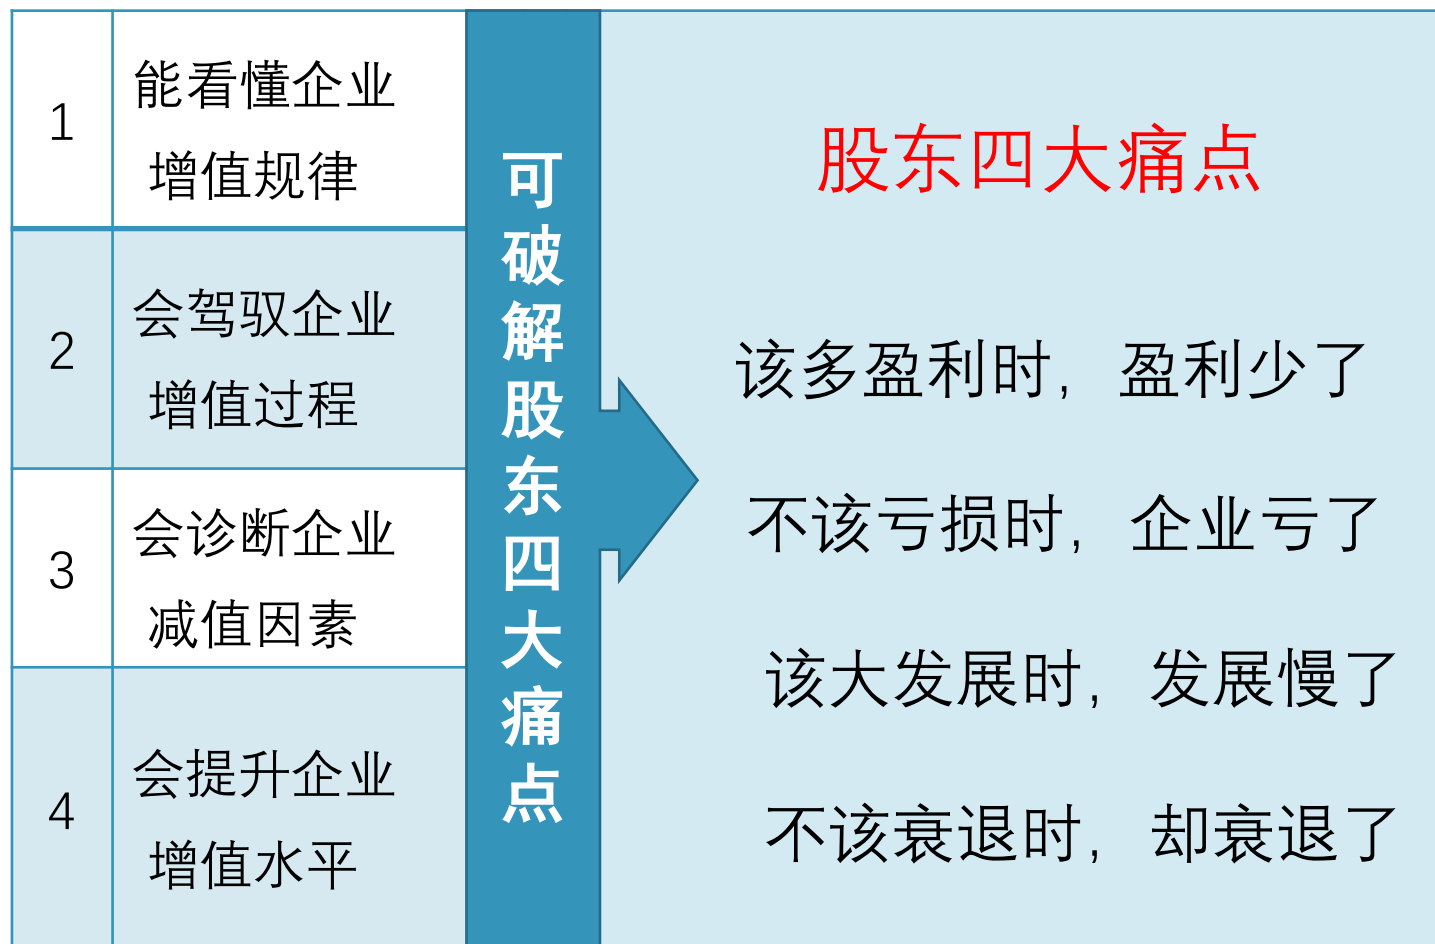 1
能看懂企业
增值规律
2
会驾驭企业
增值过程
3
会诊断企业
减值因素
4
会提升企业
增值水平
可破解股东四大痛点
股东四大痛点
该多盈利时，盈利少了
不该亏损时，企业亏了
该大发展时，发展慢了
不该衰退时，却衰退了